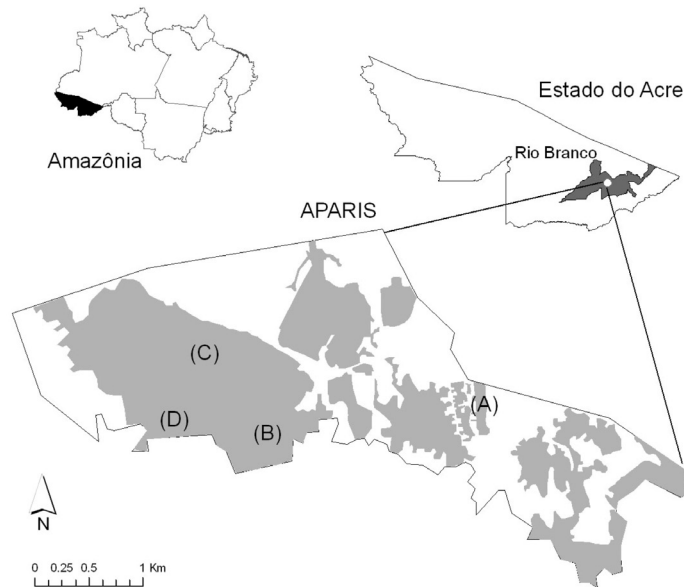 Amazônia
Estado do Acre
Rio Branco
APARIS
(A)
(C)
(D)
(B)
N
0 0.25 0.5 1 Km